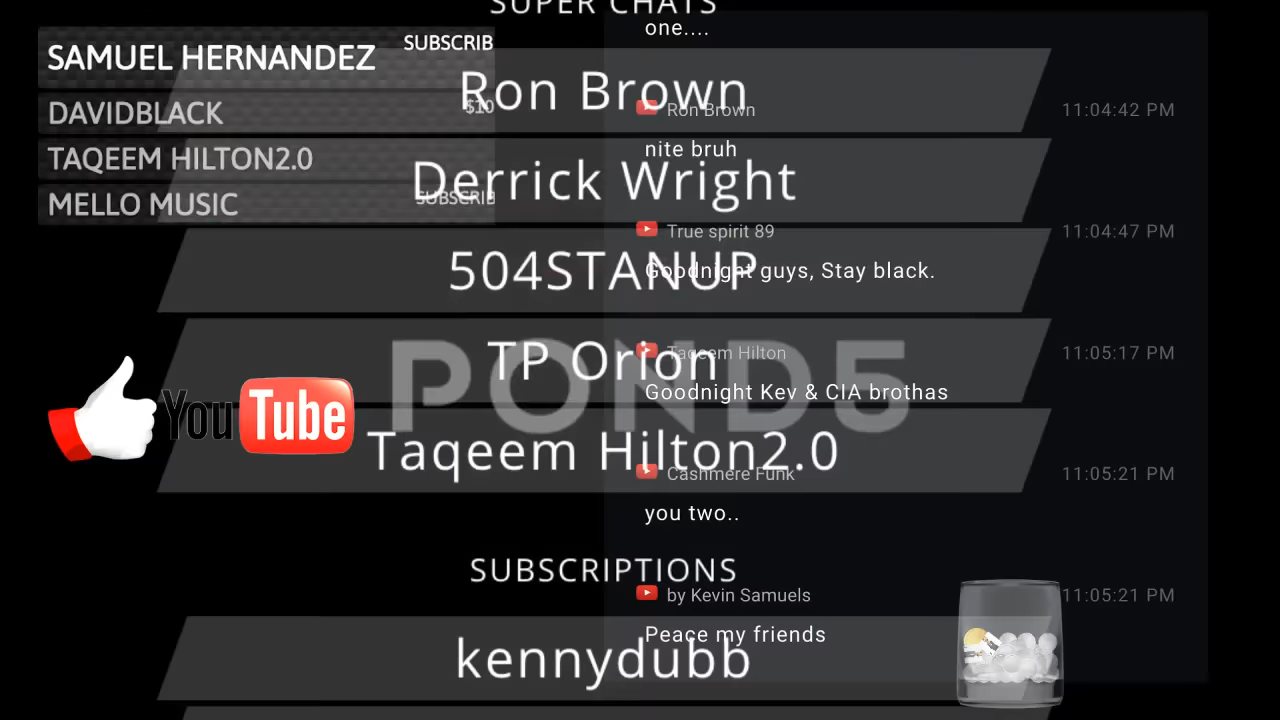 SUPER CHATS
one....
SAMUEL HERNANDEZ SUBSCRIB
Ron Brown
DAVIDBLACK $10
Ron Brown 11:04:42 PM
nite bruh
TAQEEM HILTON2.0
Derrick Wright
MELLO MUSIC SUBSCRIB
True spirit 89 11:04:47 PM
504STANUP
Goodnight guys, Stay black.
TP Orion
Taqeem Hilton 11:05:17 PM
POND5
Goodnight Kev & CIA brothas
YouTube
Taqeem Hilton2.0
Cashmere Funk 11:05:21 PM
you two..
SUBSCRIPTIONS
by Kevin Samuels 11:05:21 PM
Peace my friends
kennydubb